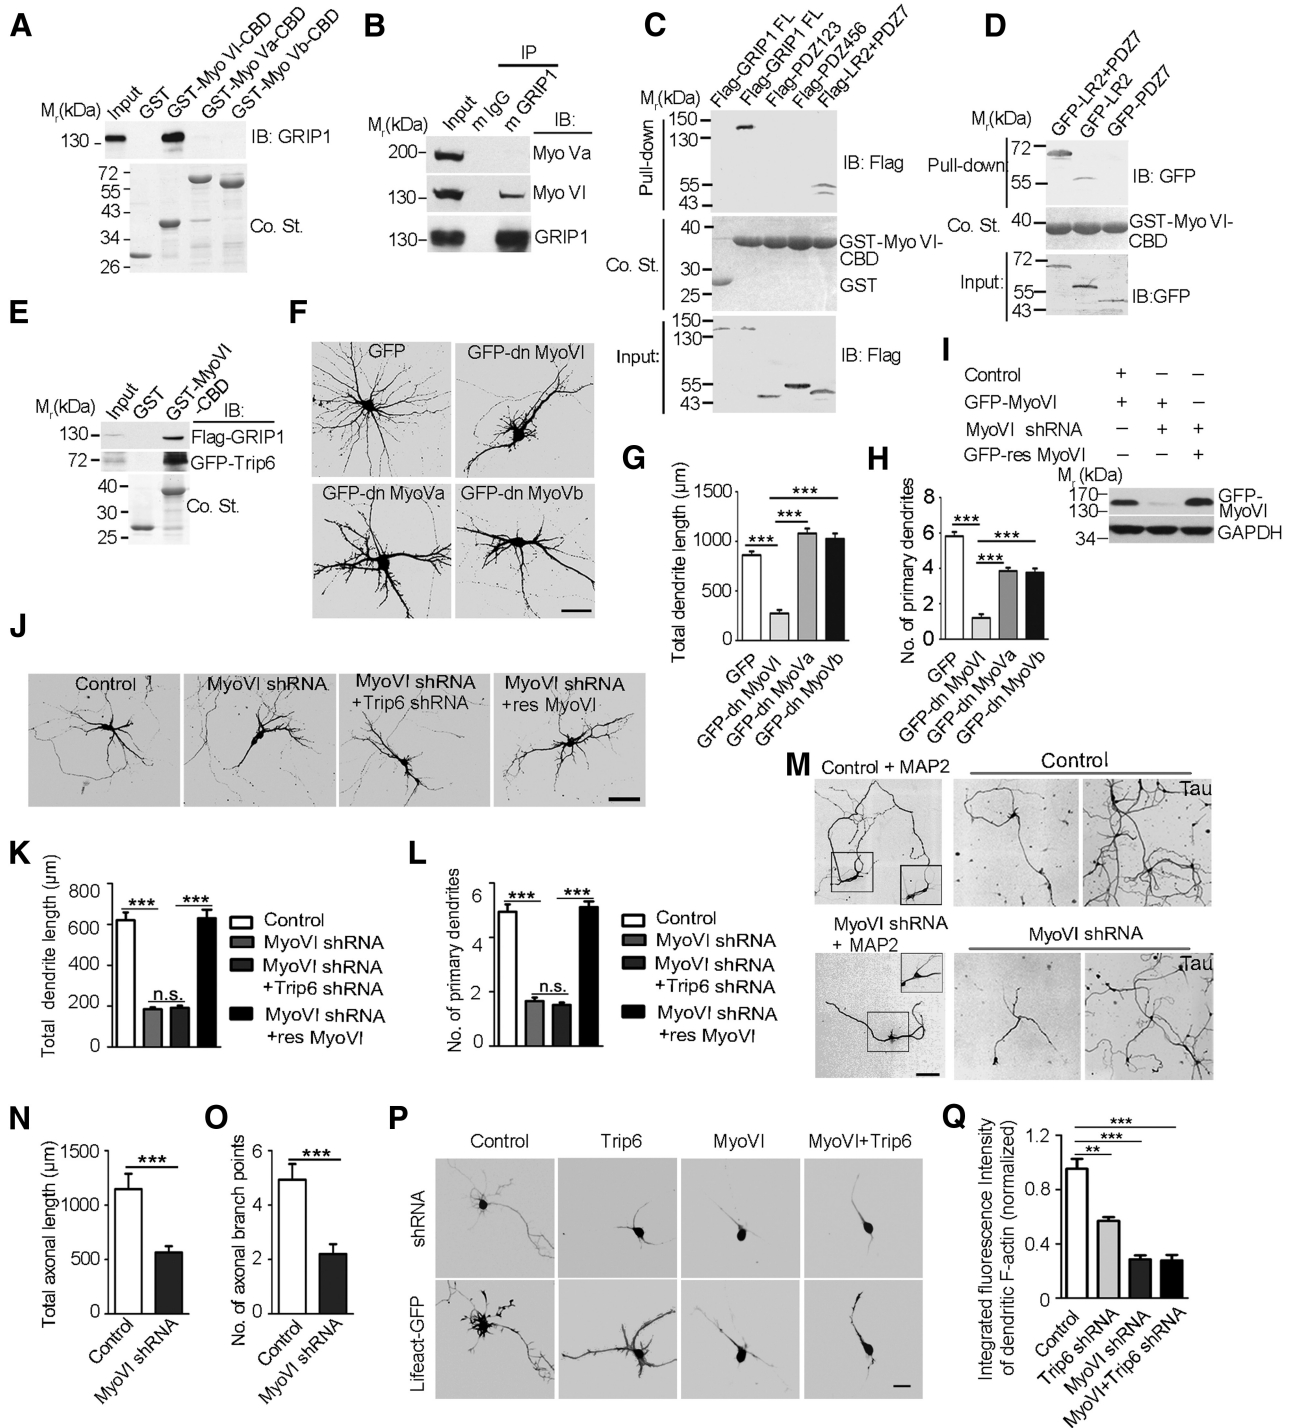 A
Input
GST
GST-Myo VI-CBD
GST-Myo Va-CBD
GST-Myo Vb-CBD
Mr(kDa)
130
IB: GRIP1
72
55
43
34
26
Co. St.
B
IP
Input
m IgG
m GRIP1
IB:
Mr(kDa)
200
Myo Va
130
Myo VI
130
GRIP1
C
Flag-GRIP1 FL
Flag-GRIP1 FL
Flag-PDZ123
Flag-PDZ456
Flag-LR2+PDZ7
Mr(kDa)
Pull-down
150
130
55
43
IB: Flag
Co. St.
40
30
25
GST-Myo VI-
CBD
GST
Input:
150
130
55
43
IB: Flag
D
GFP-LR2+PDZ7
GFP-LR2
GFP-PDZ7
Mr(kDa)
Pull-down:
72
55
IB: GFP
Co. St.
40
GST-Myo VI-
CBD
Input:
72
55
43
IB:GFP
E
Input
GST
GST-MyoVI
-CBD
IB:
Mr(kDa)
130
Flag-GRIP1
72
GFP-Trip6
40
30
25
Co. St.
F
GFP
GFP-dn MyoVI
GFP-dn MyoVa
GFP-dn MyoVb
G
Total dendrite length (µm)
1500
1000
500
0
***
***
***
GFP
GFP-dn MyoVI
GFP-dn MyoVa
GFP-dn MyoVb
H
No. of primary dendrites
8
6
4
2
0
***
***
***
GFP
GFP-dn MyoVI
GFP-dn MyoVa
GFP-dn MyoVb
I
Control + − −
GFP-MyoVI + + −
MyoVI shRNA − + +
GFP-res MyoVI − − +
Mr (kDa)
170
130
GFP-
MyoVI
34
GAPDH
J
Control
MyoVI shRNA
MyoVI shRNA
+Trip6 shRNA
MyoVI shRNA
+res MyoVI
K
Total dendrite length (µm)
800
600
400
200
0
***
n.s.
***
Control
MyoVI shRNA
MyoVI shRNA
+Trip6 shRNA
MyoVI shRNA
+res MyoVI
L
No. of primary dendrites
6
4
2
0
***
n.s.
***
Control
MyoVI shRNA
MyoVI shRNA
+Trip6 shRNA
MyoVI shRNA
+res MyoVI
M
Control + MAP2
Control
Tau
MyoVI shRNA
+ MAP2
MyoVI shRNA
Tau
N
Total axonal length (µm)
1500
1000
500
0
***
Control
MyoVI shRNA
O
No. of axonal branch points
6
4
2
0
***
Control
MyoVI shRNA
P
Control
Trip6
MyoVI
MyoVI+Trip6
shRNA
Lifeact-GFP
Q
Integrated fluorescence Intensity
of dendritic F-actin (normalized)
1.2
0.8
0.4
0
***
***
**
Control
Trip6 shRNA
MyoVI shRNA
MyoVI+Trip6 shRNA